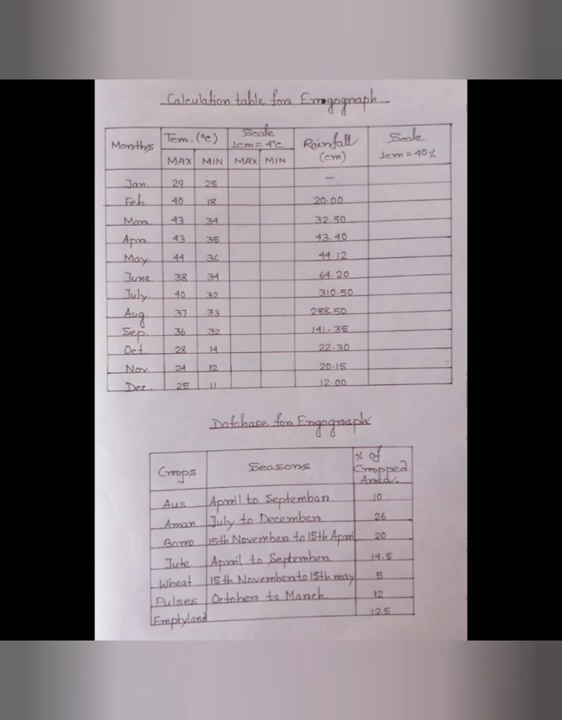 Calculation table for Ergograph
Months Tem. (°c) Scale 1cm = 4°c Rainfall (cm) Scale 1cm = 40%
MAX MIN MAX MIN
Jan. 29 25 —
Feb. 40 18 20.00
Mar. 43 34 32.50
Apr. 43 35 43.40
May. 44 36 44.12
June 38 34 64.20
July. 40 32 310.50
Aug. 37 33 288.50
Sep. 36 32 141.35
Oct. 28 14 22.30
Nov. 24 12 20.15
Dec. 25 11 12.00
Database for Ergograph
Crops Seasons % of Cropped Area.
Aus April to September 10
Aman July to December 26
Boro 15th November to 15th April 20
Jute April to September 14.5
Wheat 15th November to 15th may 5
Pulses October to March. 12
Emptyland 12.5